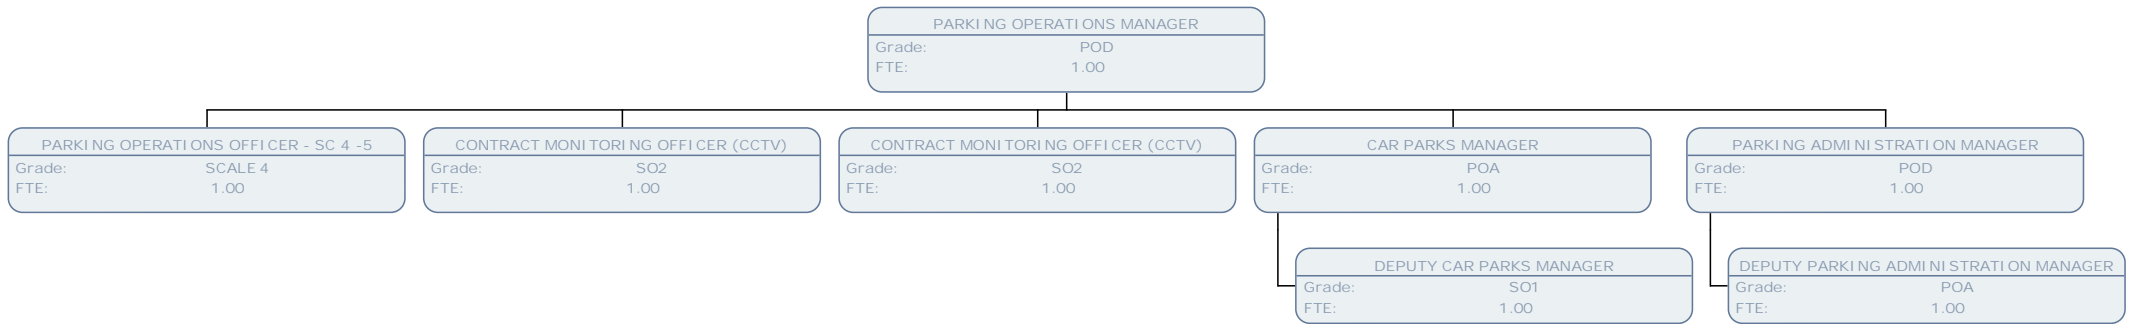 PARKING OPERATIONS MANAGER
Grade: POD
FTE: 1.00
PARKING OPERATIONS OFFICER - SC 4 -5
Grade: SCALE 4
FTE: 1.00
CONTRACT MONITORING OFFICER (CCTV)
Grade: SO2
FTE: 1.00
CONTRACT MONITORING OFFICER (CCTV)
Grade: SO2
FTE: 1.00
CAR PARKS MANAGER
Grade: POA
FTE: 1.00
PARKING ADMINISTRATION MANAGER
Grade: POD
FTE: 1.00
DEPUTY CAR PARKS MANAGER
Grade: SO1
FTE: 1.00
DEPUTY PARKING ADMINISTRATION MANAGER
Grade: POA
FTE: 1.00